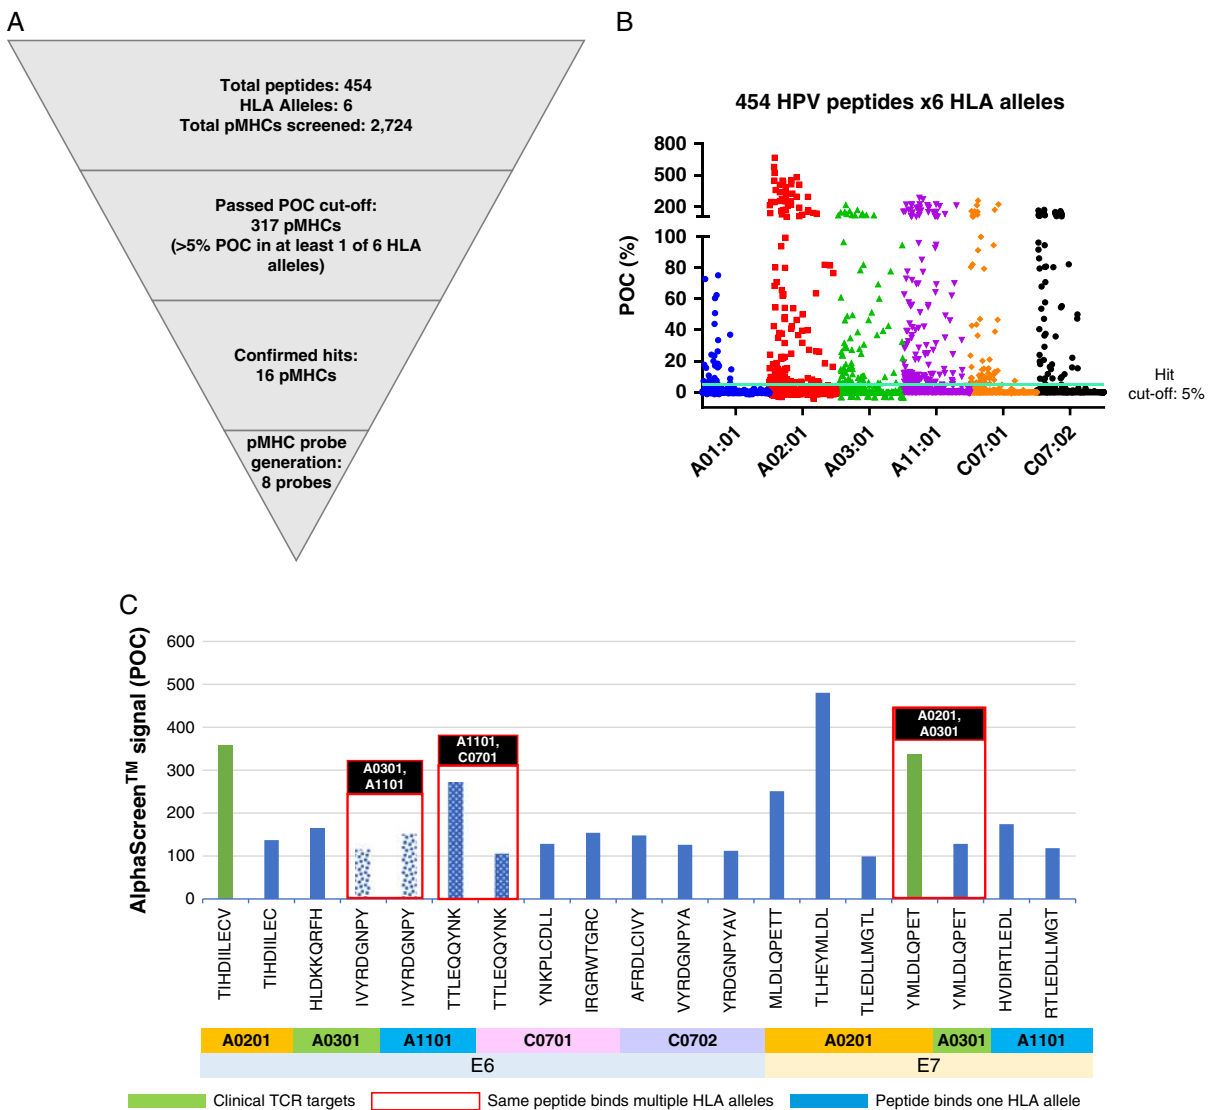 A
Total peptides: 454
HLA Alleles: 6
Total pMHCs screened: 2,724
Passed POC cut-off:
317 pMHCs
(>5% POC in at least 1 of 6 HLA
alleles)
Confirmed hits:
16 pMHCs
pMHC probe
generation:
8 probes
B
454 HPV peptides x6 HLA alleles
POC (%)
800
500
200
100
80
60
40
20
0
Hit
cut-off: 5%
A01:01
A02:01
A03:01
A11:01
C07:01
C07:02
C
AlphaScreen™ signal (POC)
600
500
400
300
200
100
0
A0301,
A1101
A1101,
C0701
A0201,
A0301
TIHDIILECV
TIHDIILEC
HLDKKQRFH
IVYRDGNPY
IVYRDGNPY
TTLEQQYNK
TTLEQQYNK
YNKPLCDLL
IRGRWTGRC
AFRDLCIVY
VYRDGNPYA
YRDGNPYAV
MLDLQPETT
TLHEYMLDL
TLEDLLMGTL
YMLDLQPET
YMLDLQPET
HVDIRTLEDL
RTLEDLLMGT
A0201 A0301 A1101 C0701 C0702 A0201 A0301 A1101
E6 E7
Clinical TCR targets Same peptide binds multiple HLA alleles Peptide binds one HLA allele